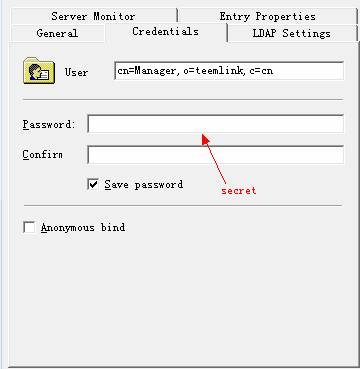 Server Monitor
Entry Properties
General
Credentials
LDAP Settings
User
cn=Manager,o=teemlink,c=cn
Password:
Confirm
Save password
secret
Anonymous bind